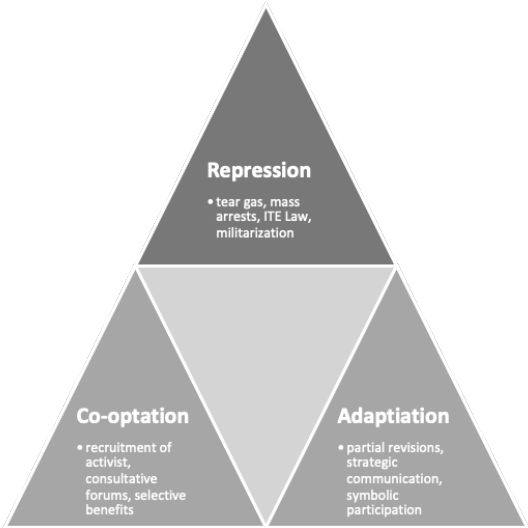 Repression
• tear gas, mass
arrests, ITE Law,
militarization
Co-optation
• recruitment of
activist,
consultative
forums, selective
benefits
Adaptiation
• partial revisions,
strategic
communication,
symbolic
participation